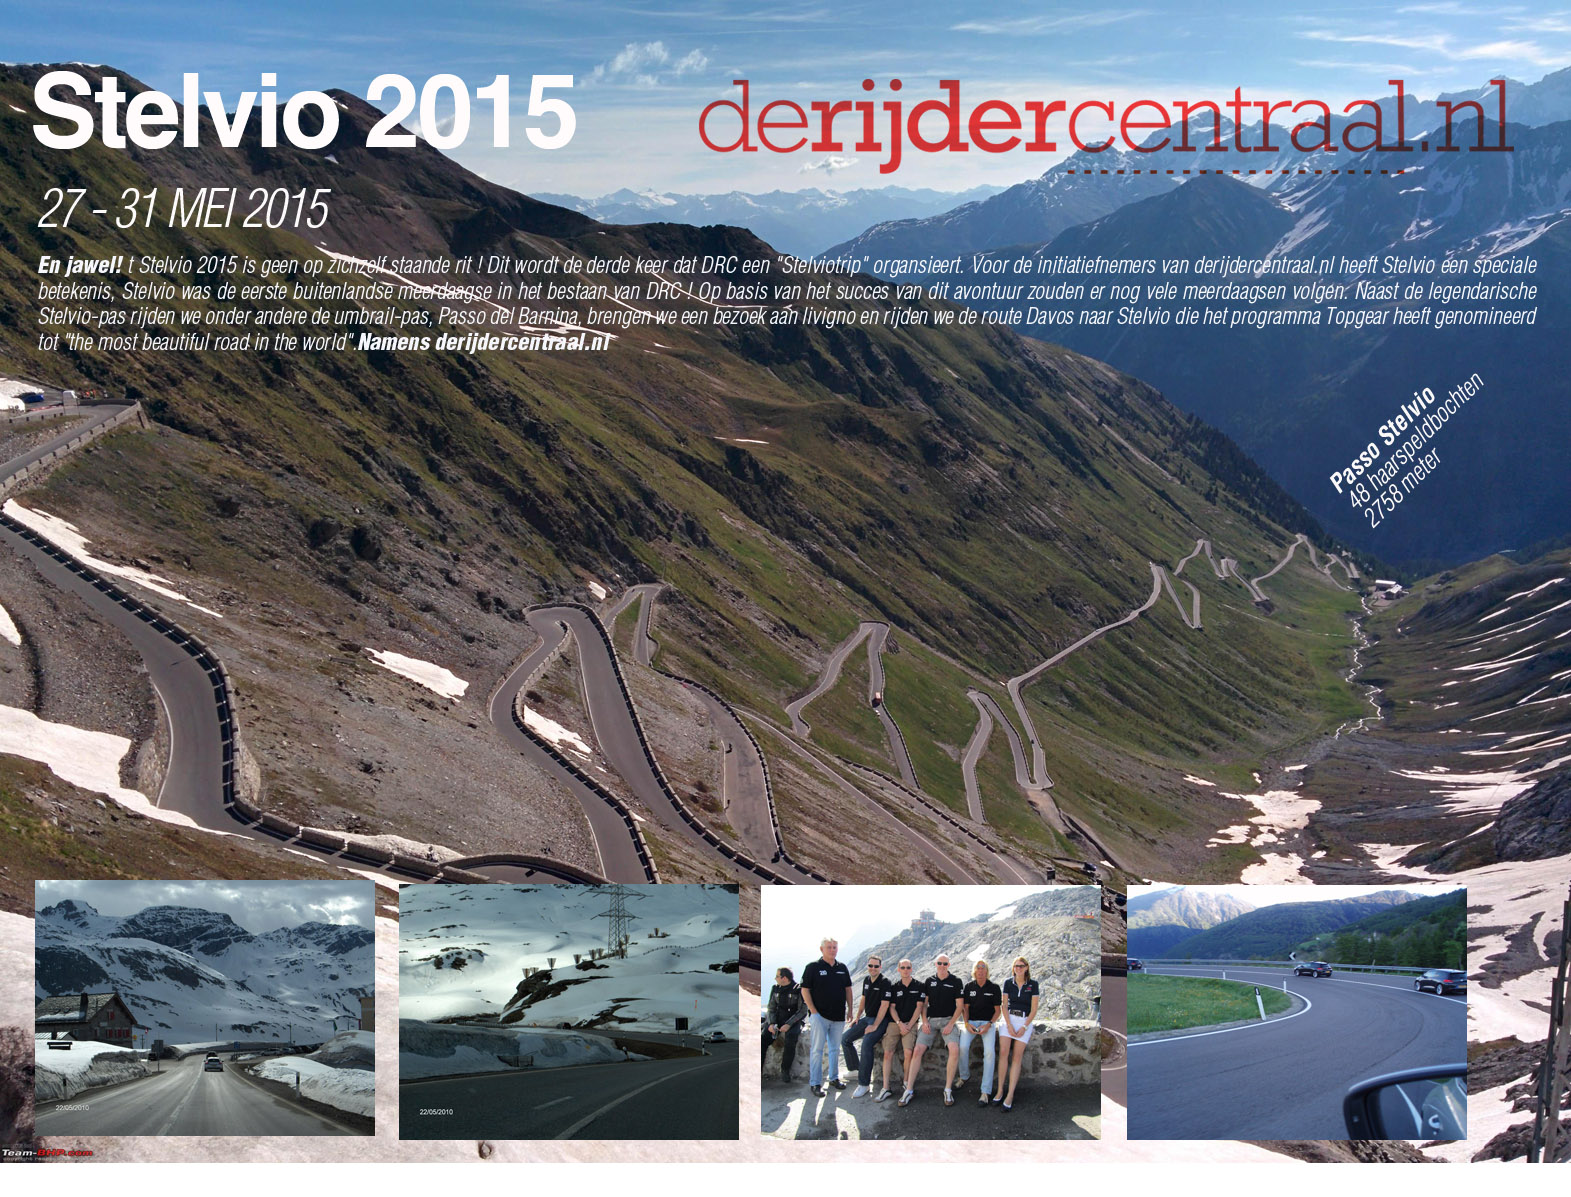 Stelvio 2015
derijdercentraal.nl
27 - 31 MEI 2015
En jawel! t Stelvio 2015 is geen op zichzelf staande rit ! Dit wordt de derde keer dat DRC een "Stelviotrip" organsieert. Voor de initiatiefnemers van derijdercentraal.nl heeft Stelvio een speciale
betekenis, Stelvio was de eerste buitenlandse meerdaagse in het bestaan van DRC ! Op basis van het succes van dit avontuur zouden er nog vele meerdaagsen volgen. Naast de legendarische
Stelvio-pas rijden we onder andere de umbrail-pas, Passo del Barnina, brengen we een bezoek aan livigno en rijden we de route Davos naar Stelvio die het programma Topgear heeft genomineerd
tot "the most beautiful road in the world".Namens derijdercentraal.nl
Passo Stelvio
48 haarspeldbochten
2758 meter
22/05/2010
22/05/2010
Team-BHP.com